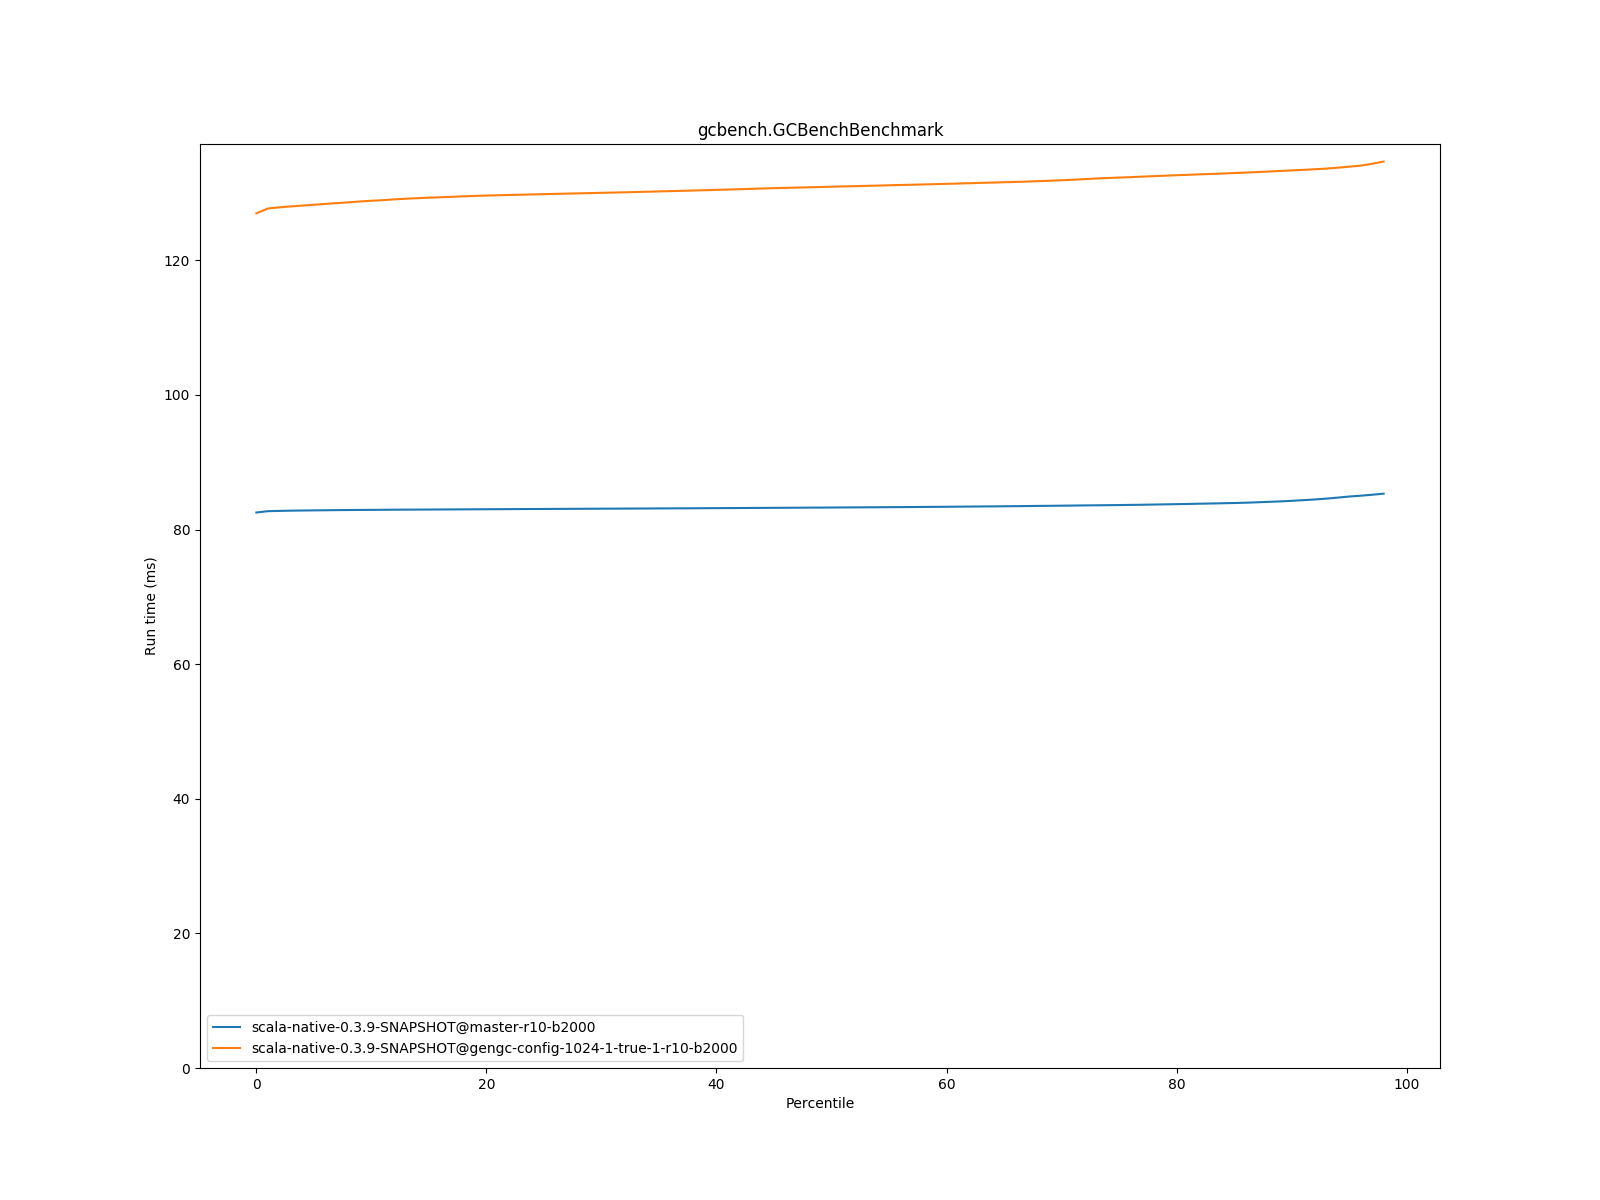 gcbench.GCBenchBenchmark
120
100
80
60
40
20
0
Run time (ms)
scala-native-0.3.9-SNAPSHOT@master-r10-b2000
scala-native-0.3.9-SNAPSHOT@gengc-config-1024-1-true-1-r10-b2000
0 20 40 60 80 100
Percentile